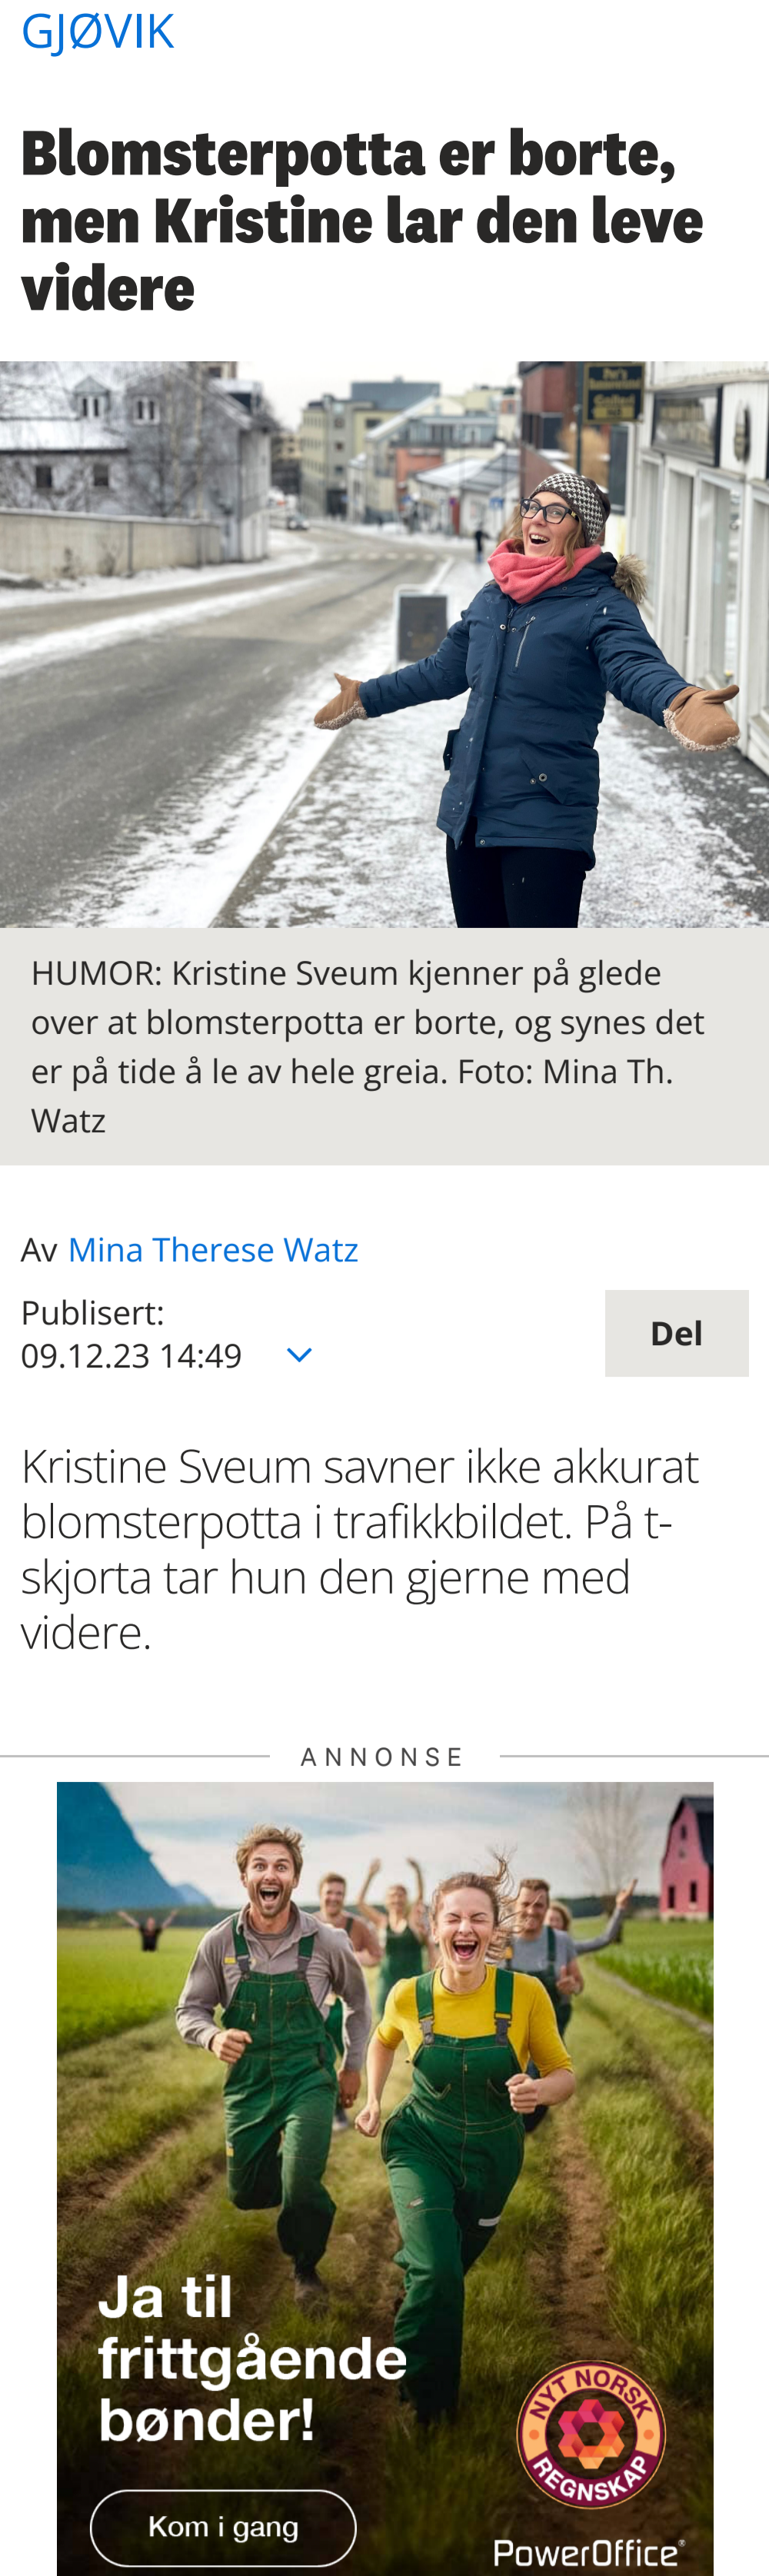 GJØVIK
Blomsterpotta er borte,
men Kristine lar den leve
videre
HUMOR: Kristine Sveum kjenner på glede
over at blomsterpotta er borte, og synes det
er på tide å le av hele greia. Foto: Mina Th.
Watz
Av Mina Therese Watz
Publisert:
09.12.23 14:49
Del
Kristine Sveum savner ikke akkurat
blomsterpotta i trafikkbildet. På t-
skjorta tar hun den gjerne med
videre.
ANNONSE
Ja til
frittgående
bønder!
NYT NORSK
REGNSKAP
Kom i gang
PowerOffice®